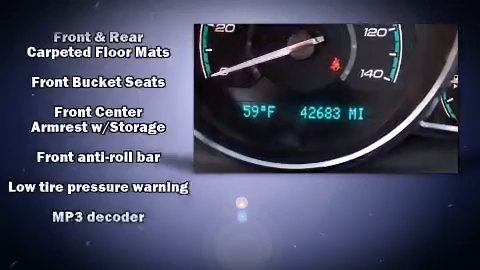 Front & Rear
Carpeted Floor Mats
Front Bucket Seats
Front Center
Armrest w/Storage
Front anti-roll bar
Low tire pressure warning
MP3 decoder
20
120
140
59°F 42683 MI